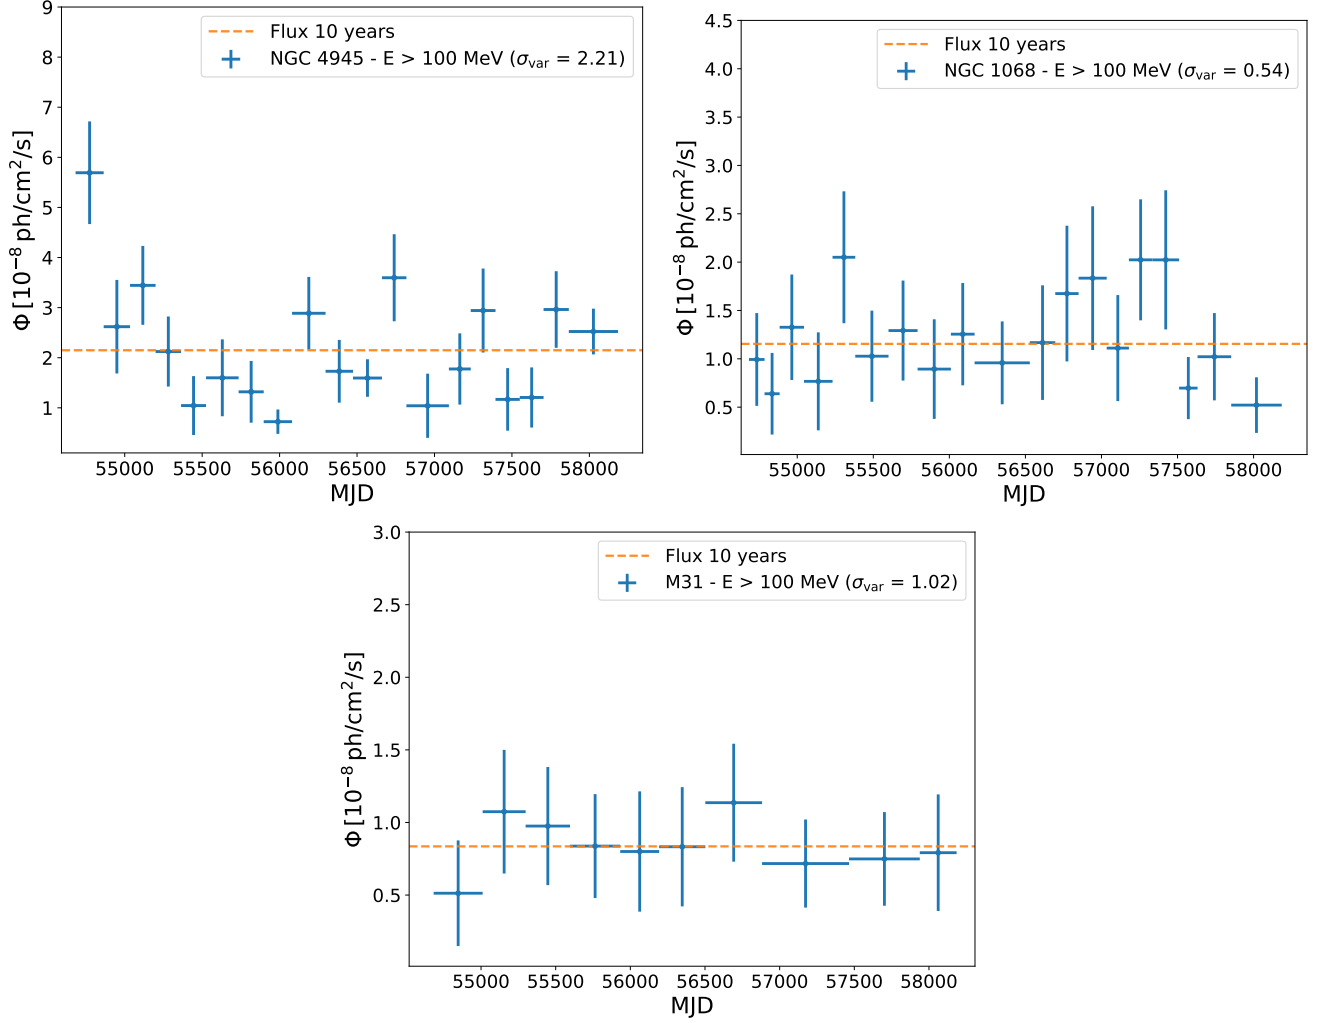 Flux 10 years
NGC 4945 - E > 100 MeV (σvar = 2.21)
9
8
7
6
5
4
3
2
1
Φ [10⁻⁸ ph/cm²/s]
55000 55500 56000 56500 57000 57500 58000
MJD
Flux 10 years
NGC 1068 - E > 100 MeV (σvar = 0.54)
4.5
4.0
3.5
3.0
2.5
2.0
1.5
1.0
0.5
Φ [10⁻⁸ ph/cm²/s]
55000 55500 56000 56500 57000 57500 58000
MJD
Flux 10 years
M31 - E > 100 MeV (σvar = 1.02)
3.0
2.5
2.0
1.5
1.0
0.5
Φ [10⁻⁸ ph/cm²/s]
55000 55500 56000 56500 57000 57500 58000
MJD